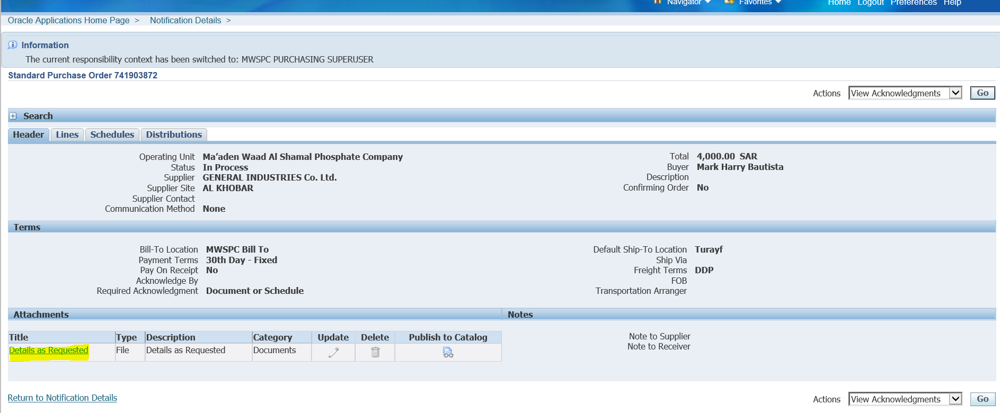 Navigator Favorites Home Logout Preferences Help
Oracle Applications Home Page > Notification Details >
Information
The current responsibility context has been switched to: MWSPC PURCHASING SUPERUSER
Standard Purchase Order 741903872
Actions View Acknowledgments Go
Search
Header Lines Schedules Distributions
Operating Unit Ma’aden Waad Al Shamal Phosphate Company
Status In Process
Supplier GENERAL INDUSTRIES Co. Ltd.
Supplier Site AL KHOBAR
Supplier Contact
Communication Method None
Total 4,000.00 SAR
Buyer Mark Harry Bautista
Description
Confirming Order No
Terms
Bill-To Location MWSPC Bill To
Payment Terms 30th Day - Fixed
Pay On Receipt No
Acknowledge By
Required Acknowledgment Document or Schedule
Default Ship-To Location Turayf
Ship Via
Freight Terms DDP
FOB
Transportation Arranger
Attachments
Title Type Description Category Update Delete Publish to Catalog
Details as Requested File Details as Requested Documents
Notes
Note to Supplier
Note to Receiver
Return to Notification Details
Actions View Acknowledgments Go